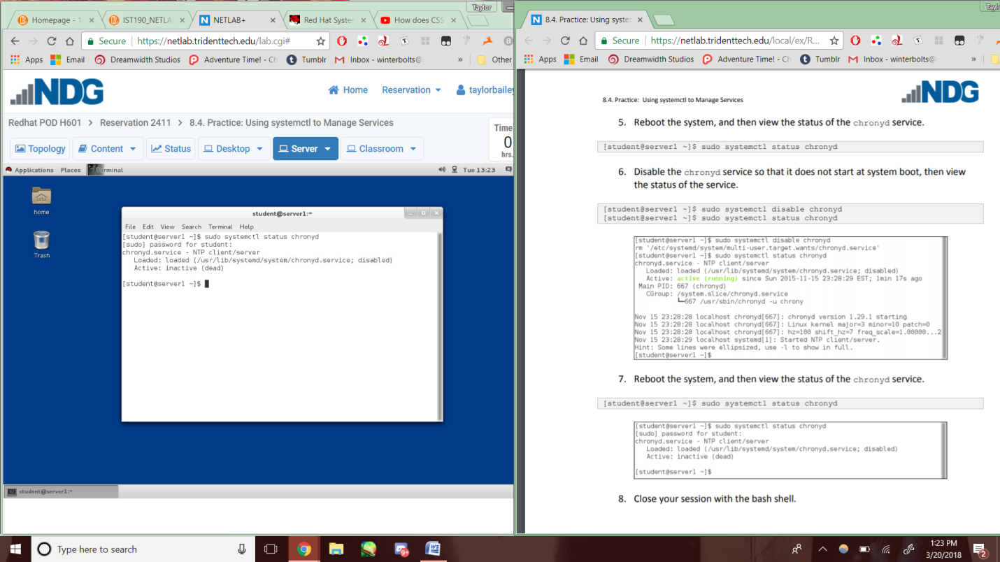 Taylor
Homepage - 10
IST190_NETLA
NETLAB+
Red Hat System
How does CSS
Secure
https://netlab.tridenttech.edu/lab.cgi#
Apps
Email
Dreamwidth Studios
Adventure Time! - Ch
Tumblr
Inbox - winterbolts@
»
Other
NDG
Home
Reservation
taylorbailey
Redhat POD H601 > Reservation 2411 > 8.4. Practice: Using systemctl to Manage Services
Time
0
hrs.
Topology
Content
Status
Desktop
Server
Classroom
Applications
Places
Terminal
Tue 13:23
home
Trash
student@server1:~
File Edit View Search Terminal Help
[student@server1 ~]$ sudo systemctl status chronyd
[sudo] password for student:
chronyd.service - NTP client/server
Loaded: loaded (/usr/lib/systemd/system/chronyd.service; disabled)
Active: inactive (dead)
[student@server1 ~]$
student@server1:~
Taylo
8.4. Practice: Using syste
Secure
https://netlab.tridenttech.edu/local/ex/R...
Apps
Email
Dreamwidth Studios
Adventure Time! - Ch
Tumblr
Inbox - winterbolts@
»
8.4. Practice: Using systemctl to Manage Services
NDG
5. Reboot the system, and then view the status of the chronyd service.
[student@server1 ~]$ sudo systemctl status chronyd
6. Disable the chronyd service so that it does not start at system boot, then view
the status of the service.
[student@server1 ~]$ sudo systemctl disable chronyd
[student@server1 ~]$ sudo systemctl status chronyd
[student@server1 ~]$ sudo systemctl disable chronyd
rm '/etc/systemd/system/multi-user.target.wants/chronyd.service'
[student@server1 ~]$ sudo systemctl status chronyd
chronyd.service - NTP client/server
Loaded: loaded (/usr/lib/systemd/system/chronyd.service; disabled)
Active: active (running) since Sun 2015-11-15 23:28:29 EST; 1min 17s ago
Main PID: 667 (chronyd)
CGroup: /system.slice/chronyd.service
└─667 /usr/sbin/chronyd -u chrony
Nov 15 23:28:28 localhost chronyd[667]: chronyd version 1.29.1 starting
Nov 15 23:28:28 localhost chronyd[667]: Linux kernel major=3 minor=10 patch=0
Nov 15 23:28:28 localhost chronyd[667]: hz=100 shift_hz=7 freq_scale=1.00000...2
Nov 15 23:28:29 localhost systemd[1]: Started NTP client/server.
Hint: Some lines were ellipsized, use -l to show in full.
[student@server1 ~]$
7. Reboot the system, and then view the status of the chronyd service.
[student@server1 ~]$ sudo systemctl status chronyd
[student@server1 ~]$ sudo systemctl status chronyd
[sudo] password for student:
chronyd.service - NTP client/server
Loaded: loaded (/usr/lib/systemd/system/chronyd.service; disabled)
Active: inactive (dead)
[student@server1 ~]$
8. Close your session with the bash shell.
Type here to search
9+
1:23 PM
3/20/2018
2